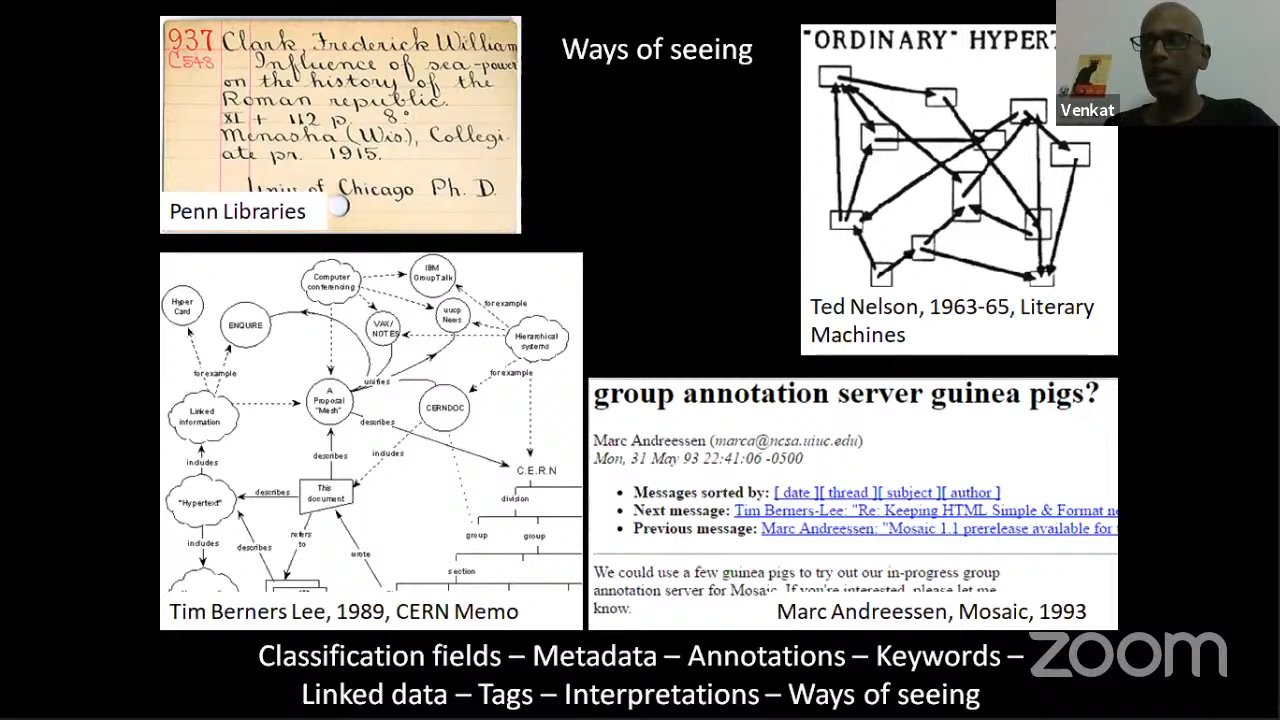 Ways of seeing
937 Clark, Frederick William
C548 Influence of sea-power
on the history of the
Roman republic.
XI + 112 p. 8°
Menasha (Wis.), Collegi-
ate pr. 1915.
Univ of Chicago Ph. D.
Penn Libraries
"ORDINARY" HYPERT
Venkat
Ted Nelson, 1963-65, Literary
Machines
IBM
GroupTalk
Computer
conferencing
Hyper
Card
for example
uucp
News
ENQUIRE
VAX/
NOTES
Hierarchical
systems
for example
for example
unifies
A
Proposal
"Mesh"
CERNDOC
Linked
information
describes
includes
describes
includes
C.E.R.N
This
document
division
"Hypertext"
describes
refers
to
group
group
includes
describes
wrote
section
Tim Berners Lee, 1989, CERN Memo
group annotation server guinea pigs?
Marc Andreessen (marca@ncsa.uiuc.edu)
Mon, 31 May 93 22:41:06 -0500
• Messages sorted by: [ date ][ thread ][ subject ][ author ]
• Next message: Tim Berners-Lee: "Re: Keeping HTML Simple & Format ne
• Previous message: Marc Andreessen: "Mosaic 1.1 prerelease available for
We could use a few guinea pigs to try out our in-progress group
annotation server for Mosaic. If you're interested, please let me
know.
Marc Andreessen, Mosaic, 1993
Classification fields – Metadata – Annotations – Keywords –
Linked data – Tags – Interpretations – Ways of seeing
zoom